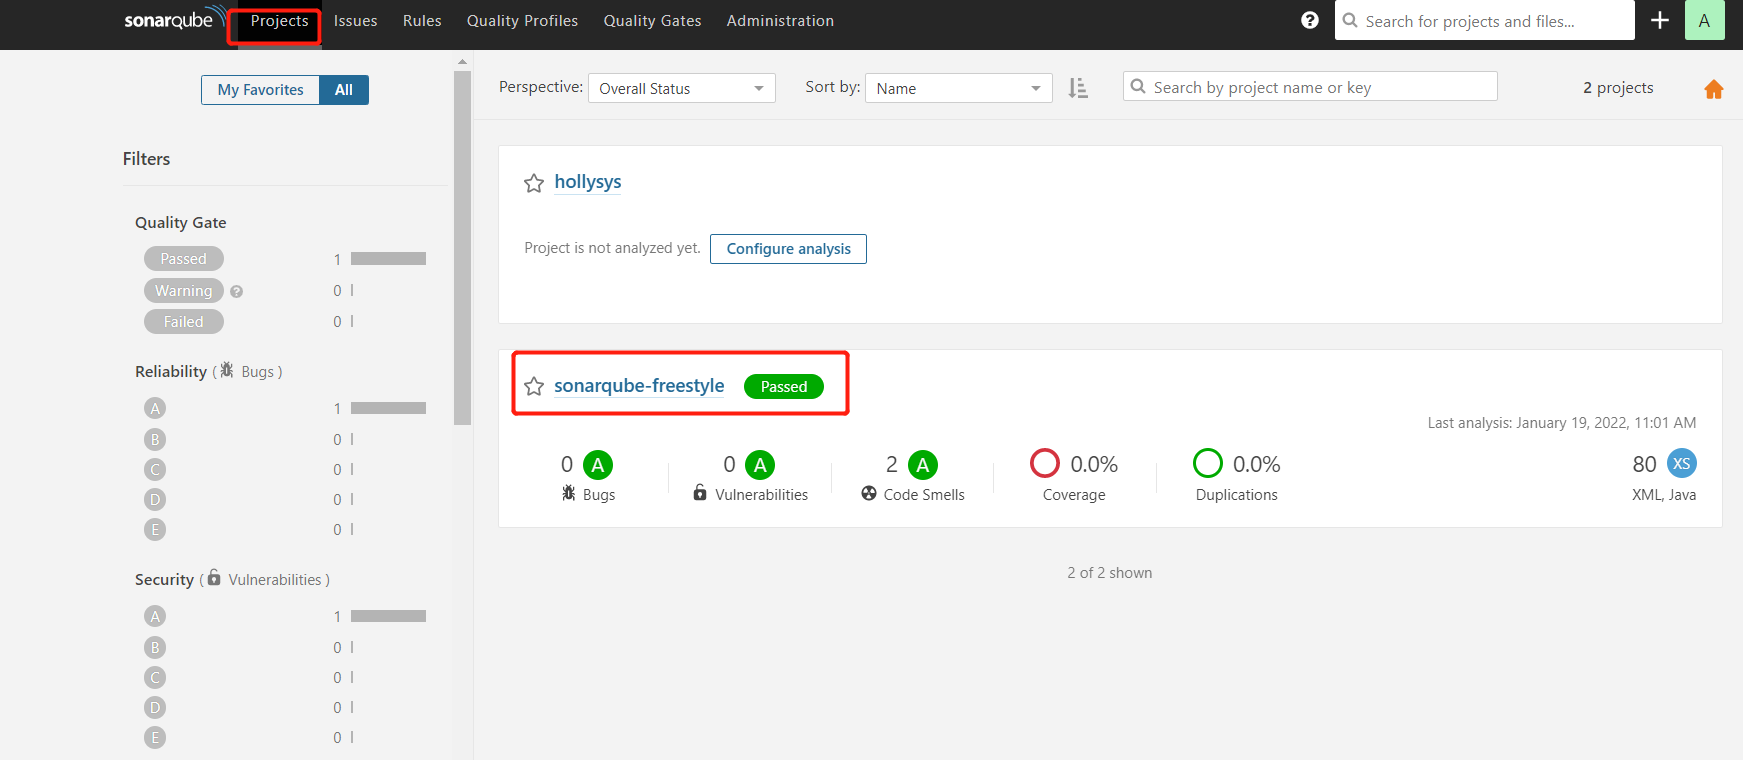 sonarqube Projects Issues Rules Quality Profiles Quality Gates Administration ? Search for projects and files... A
My Favorites All
Perspective: Overall Status Sort by: Name Search by project name or key 2 projects
Filters
Quality Gate
Passed 1
Warning ? 0
Failed 0
Reliability ( Bugs )
A 1
B 0
C 0
D 0
E 0
Security ( Vulnerabilities )
A 1
B 0
C 0
D 0
E 0
hollysys
Project is not analyzed yet. Configure analysis
sonarqube-freestyle Passed
Last analysis: January 19, 2022, 11:01 AM
0 A 0 A 2 A 0.0% 0.0% 80 XS
Bugs Vulnerabilities Code Smells Coverage Duplications XML, Java
2 of 2 shown